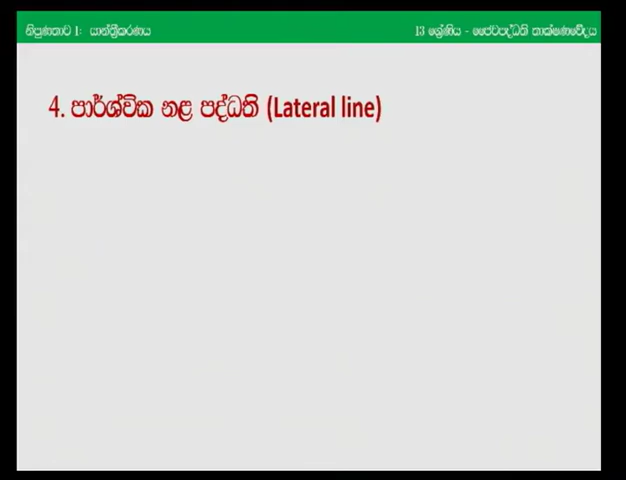 නිපුණතාව 1: යාන්ත්‍රීකරණය
13 ශ්‍රේණිය - ජෛවපද්ධති තාක්ෂණවේදය
4. පාර්ශ්වික නළ පද්ධති (Lateral line)